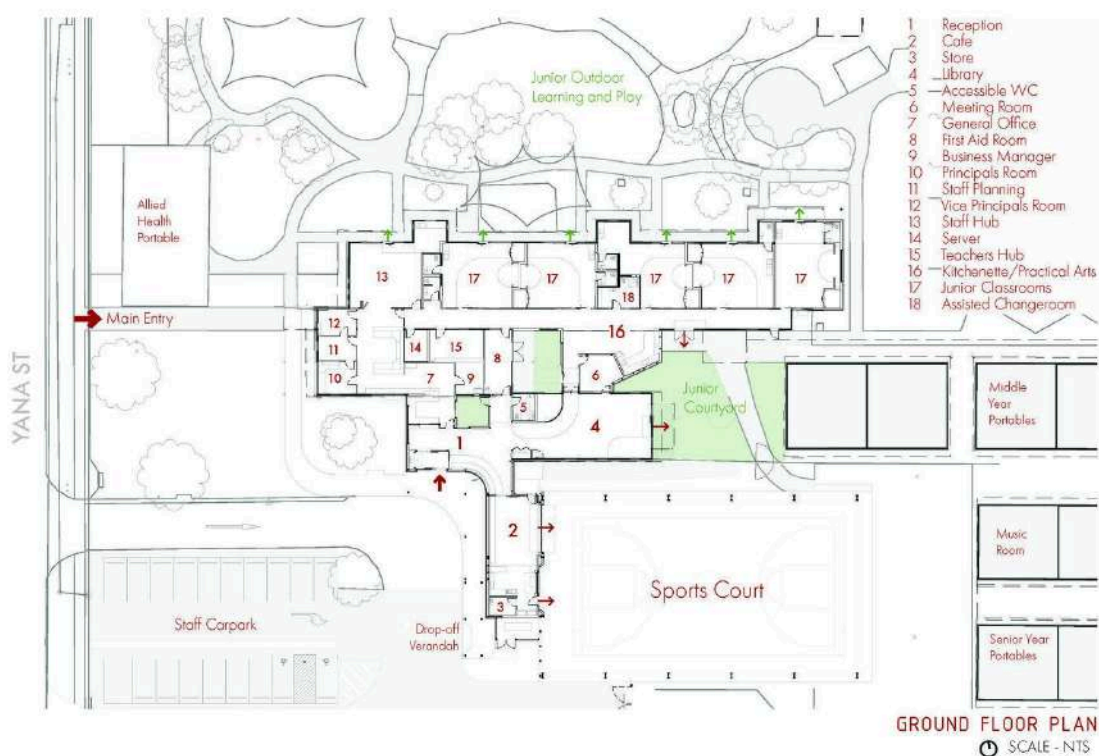 1 Reception
2 Cafe
3 Store
4 Library
5 Accessible WC
6 Meeting Room
7 General Office
8 First Aid Room
9 Business Manager
10 Principals Room
11 Staff Planning
12 Vice Principals Room
13 Staff Hub
14 Server
15 Teachers Hub
16 Kitchenette/Practical Arts
17 Junior Classrooms
18 Assisted Changeroom
Junior Outdoor
Learning and Play
Allied
Health
Portable
13
17
17
17
17
17
18
Main Entry
12
16
11
14
15
8
10
7
9
6
Junior
Courtyard
Middle
Year
Portables
YANA ST
5
4
1
2
Music
Room
Sports Court
3
Staff Carpark
Drop-off
Verandah
Senior Year
Portables
GROUND FLOOR PLAN
SCALE - NTS